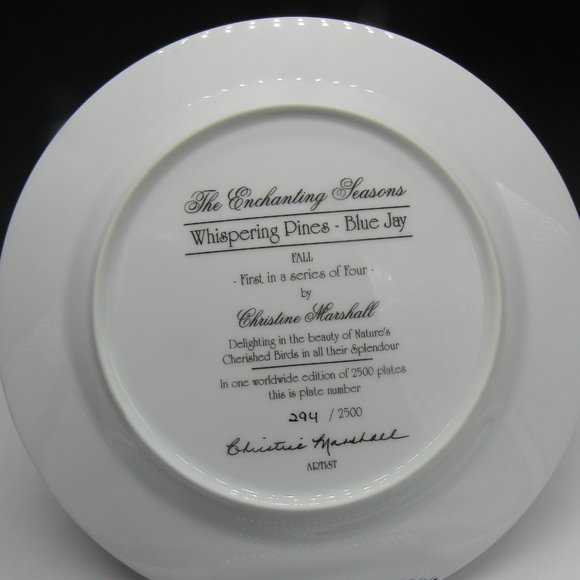 The Enchanting Seasons
Whispering Pines - Blue Jay
FALL
- First in a series of Four -
by
Christine Marshall
Delighting in the beauty of Nature's
Cherished Birds in all their Splendour
In one worldwide edition of 2500 plates
this is plate number
294 / 2500
Christine Marshall
ARTIST